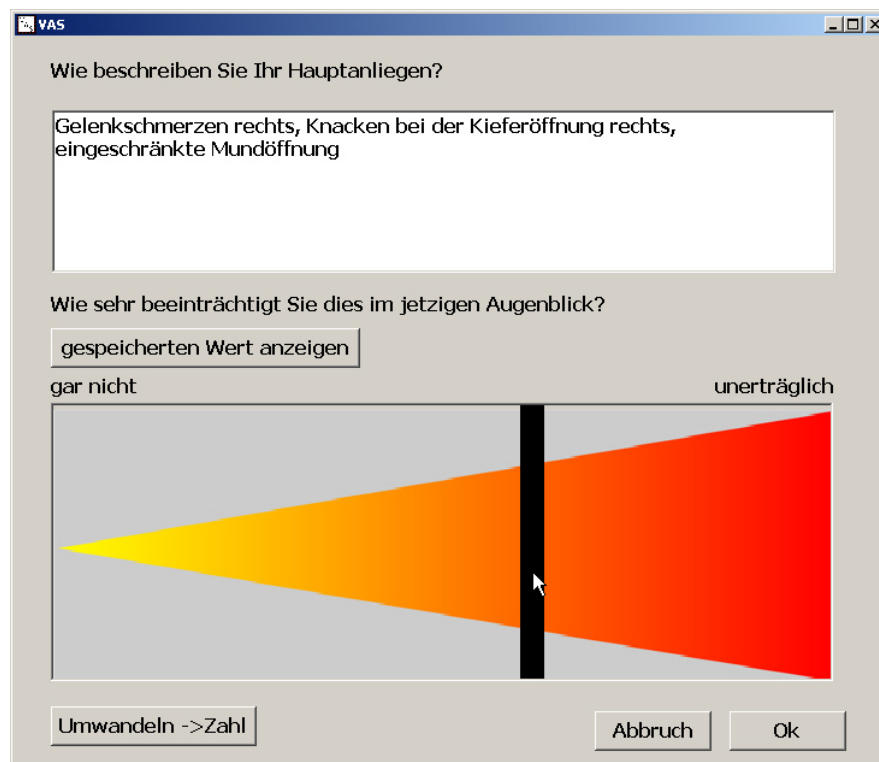 VAS
Wie beschreiben Sie Ihr Hauptanliegen?
Gelenkschmerzen rechts, Knacken bei der Kieferöffnung rechts,
eingeschränkte Mundöffnung
Wie sehr beeinträchtigt Sie dies im jetzigen Augenblick?
gespeicherten Wert anzeigen
gar nicht unerträglich
Umwandeln ->Zahl Abbruch Ok